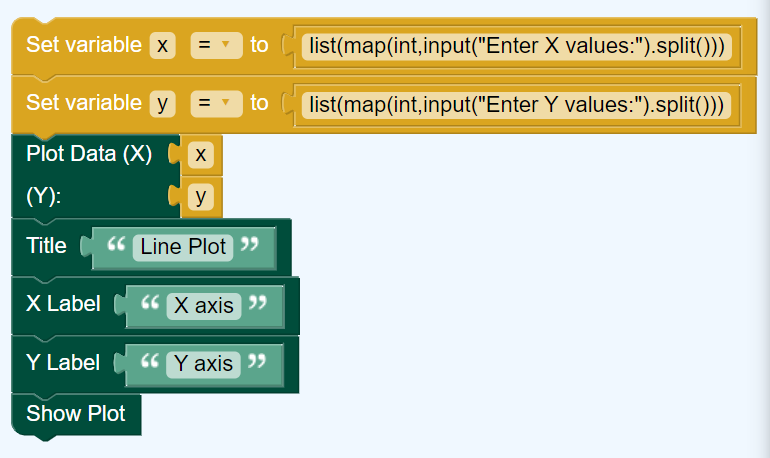 Set variable x = ▾ to list(map(int,input("Enter X values:").split()))
Set variable y = ▾ to list(map(int,input("Enter Y values:").split()))
Plot Data (X) x
(Y): y
Title “ Line Plot ”
X Label “ X axis ”
Y Label “ Y axis ”
Show Plot